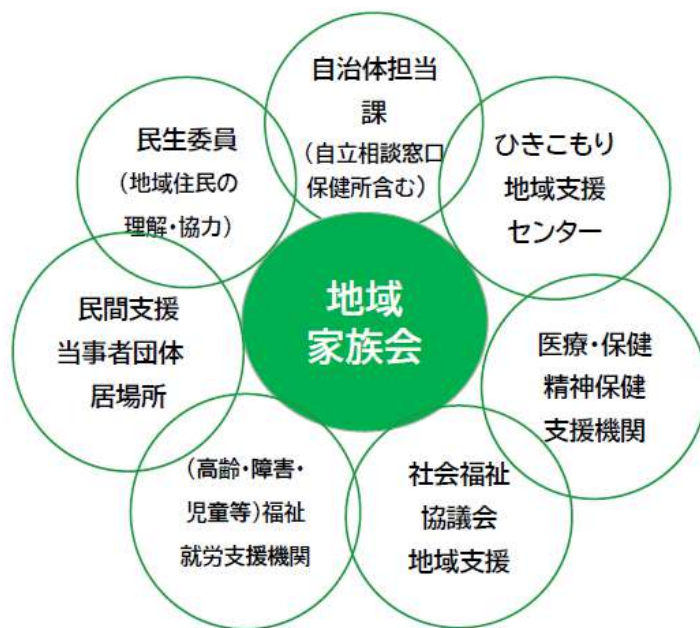 自治体担当
課
（自立相談窓口
保健所含む）
ひきこもり
地域支援
センター
医療・保健
精神保健
支援機関
社会福祉
協議会
地域支援
（高齢・障害・
児童等）福祉
就労支援機関
民間支援
当事者団体
居場所
民生委員
（地域住民の
理解・協力）
地域
家族会